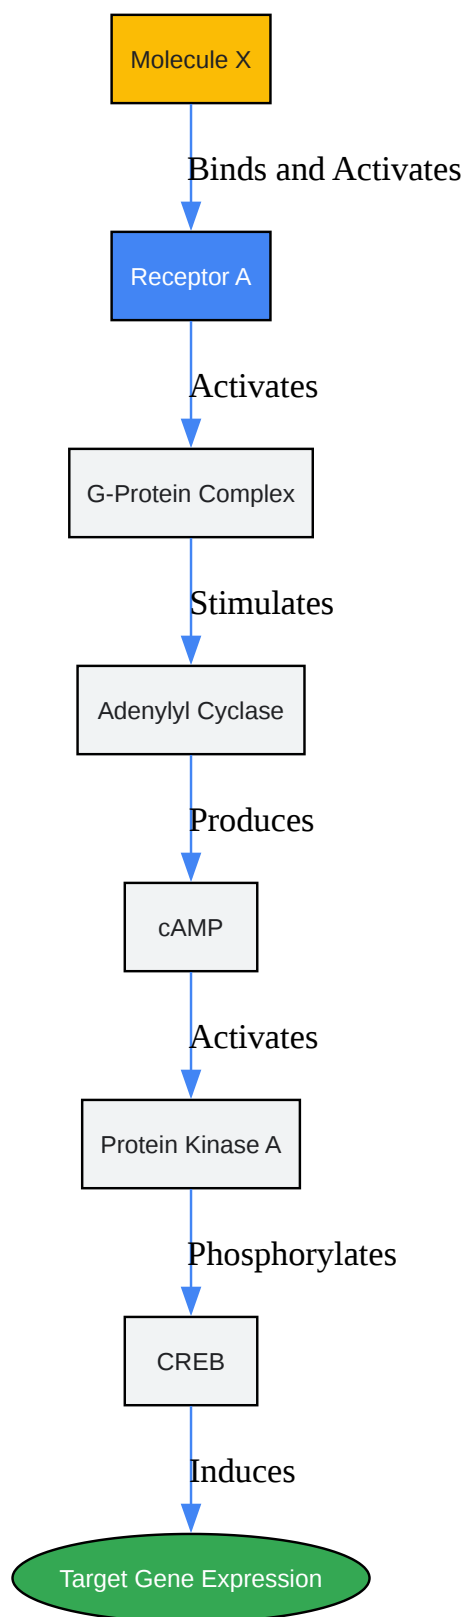 Molecule X
Binds and Activates
Receptor A
Activates
G-Protein Complex
Stimulates
Adenylyl Cyclase
Produces
cAMP
Activates
Protein Kinase A
Phosphorylates
CREB
Induces
Target Gene Expression